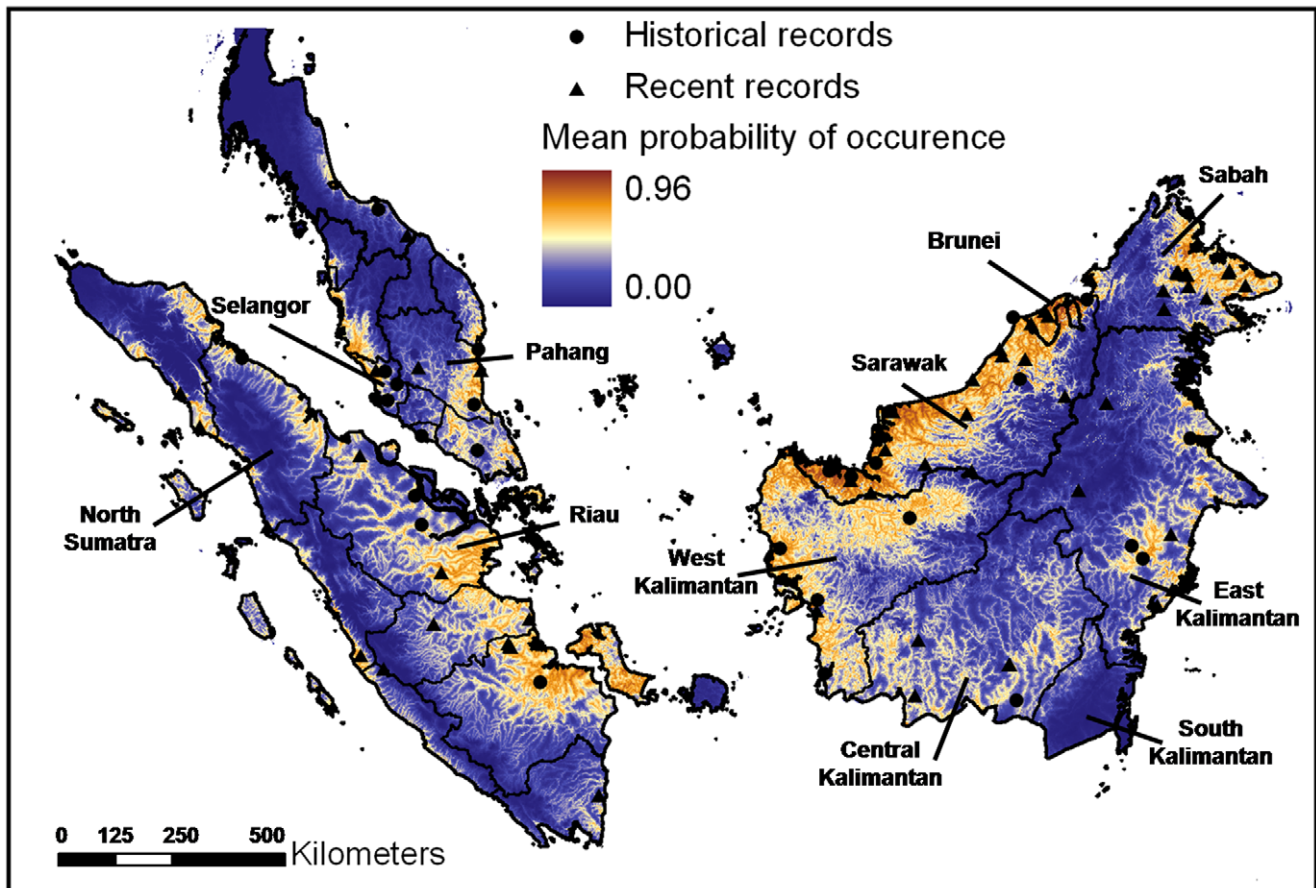 Historical records
Recent records
Mean probability of occurence
0.96
0.00
Sabah
Brunei
Selangor
Pahang
Sarawak
North
Sumatra
Riau
West
Kalimantan
East
Kalimantan
Central
Kalimantan
South
Kalimantan
0 125 250 500
Kilometers